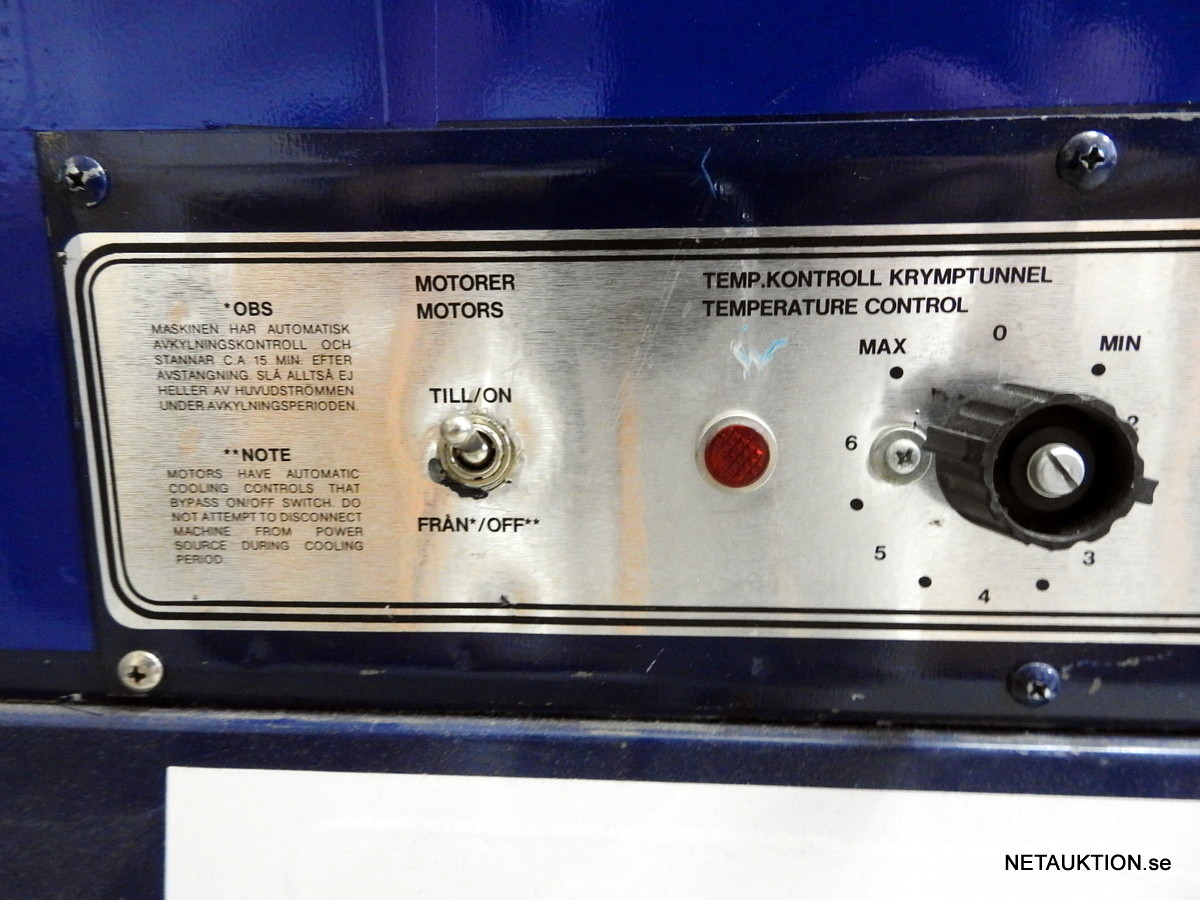 *OBS
MASKINEN HAR AUTOMATISK
AVKYLNINGSKONTROLL OCH
STANNAR C.A 15 MIN. EFTER
AVSTANGNING. SLÅ ALLTSÅ EJ
HELLER AV HUVUDSTRÖMMEN
UNDER AVKYLNINGSPERIODEN.
**NOTE
MOTORS HAVE AUTOMATIC
COOLING CONTROLS THAT
BYPASS ON/OFF SWITCH. DO
NOT ATTEMPT TO DISCONNECT
MACHINE FROM POWER
SOURCE DURING COOLING
PERIOD.
MOTORER
MOTORS
TILL/ON
FRÅN*/OFF**
TEMP.KONTROLL KRYMPTUNNEL
TEMPERATURE CONTROL
0
MAX
MIN
2
6
5
3
4
NETAUKTION.se